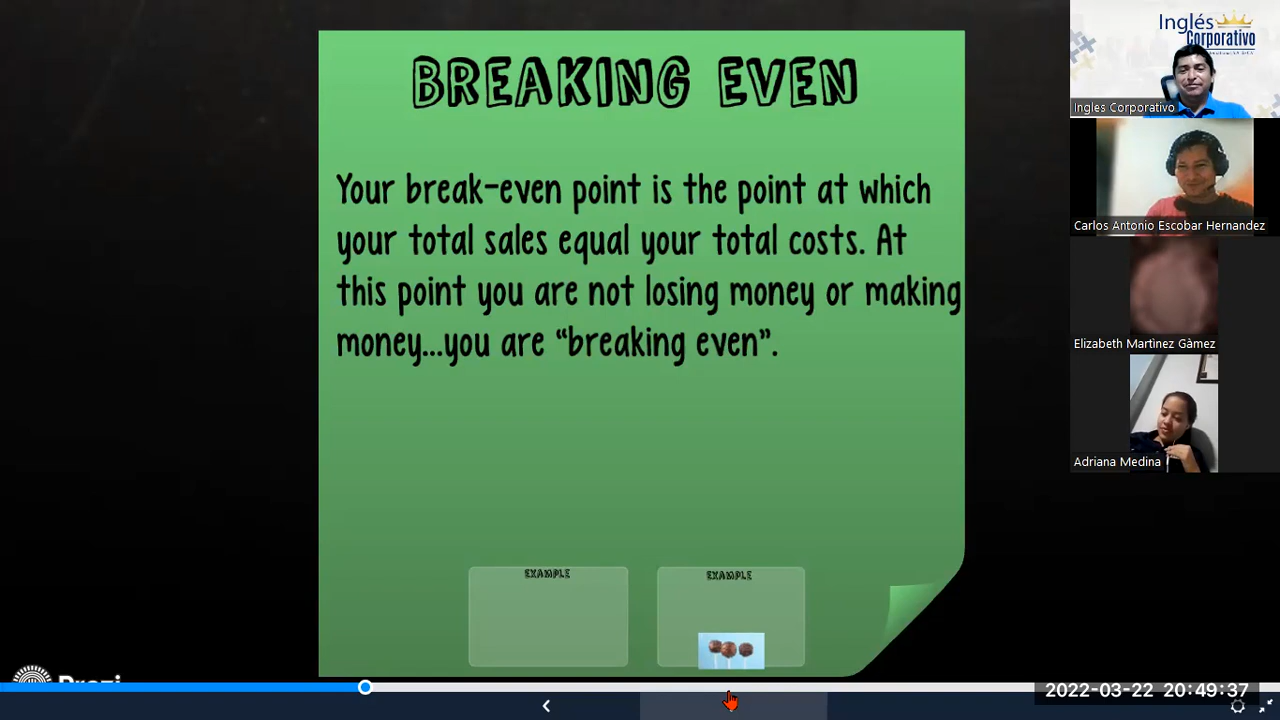 BREAKING EVEN
Your break-even point is the point at which
your total sales equal your total costs. At
this point you are not losing money or making
money...you are “breaking even”.
EXAMPLE
EXAMPLE
Prezi
Inglés
Corporativo
Ingles Corporativo
Carlos Antonio Escobar Hernandez
Elizabeth Martìnez Gàmez
Adriana Medina
2022-03-22 20:49:37